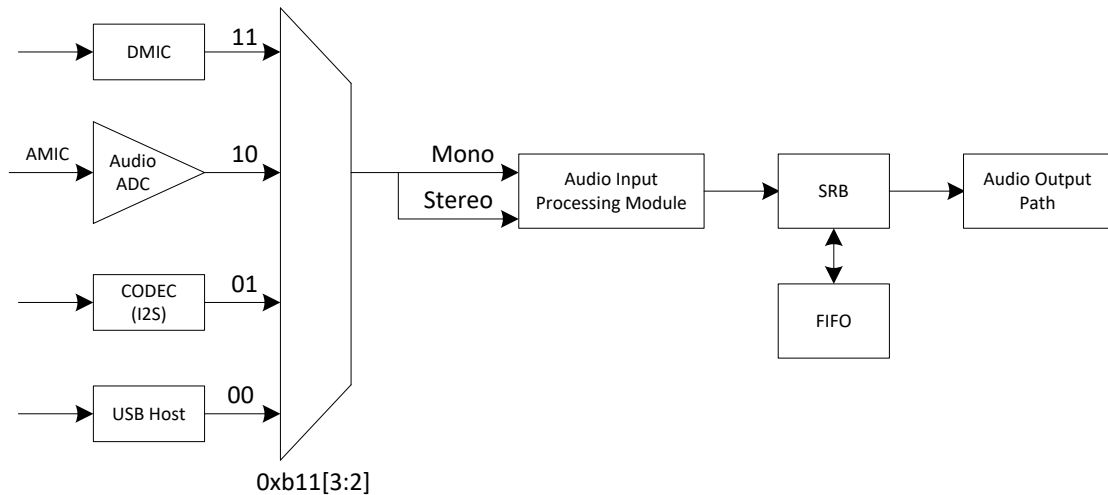 DMIC
11
AMIC
Audio
ADC
10
CODEC
(I2S)
01
USB Host
00
0xb11[3:2]
Mono
Stereo
Audio Input
Processing Module
SRB
FIFO
Audio Output
Path